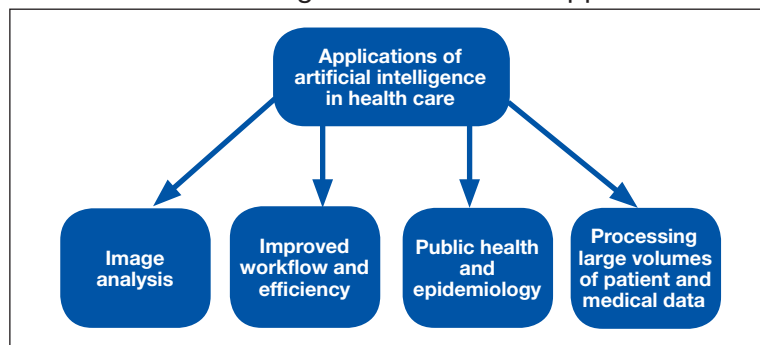 Applications of
artificial intelligence
in health care
Image
analysis
Improved
workflow and
efficiency
Public health
and
epidemiology
Processing
large volumes
of patient and
medical data